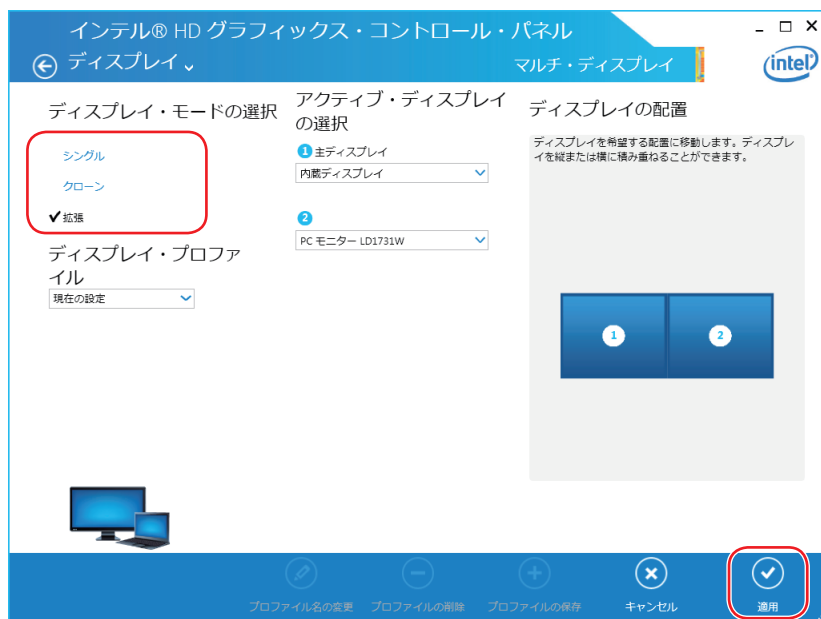 インテル® HD グラフィックス・コントロール・パネル
ディスプレイ
マルチ・ディスプレイ
intel
ディスプレイ・モードの選択
シングル
クローン
拡張
ディスプレイ・プロファ
イル
現在の設定
アクティブ・ディスプレイ
の選択
1 主ディスプレイ
内蔵ディスプレイ
2
PC モニター LD1731W
ディスプレイの配置
ディスプレイを希望する配置に移動します。ディスプレ
イを縦または横に積み重ねることができます。
1
2
プロファイル名の変更
プロファイルの削除
プロファイルの保存
キャンセル
適用